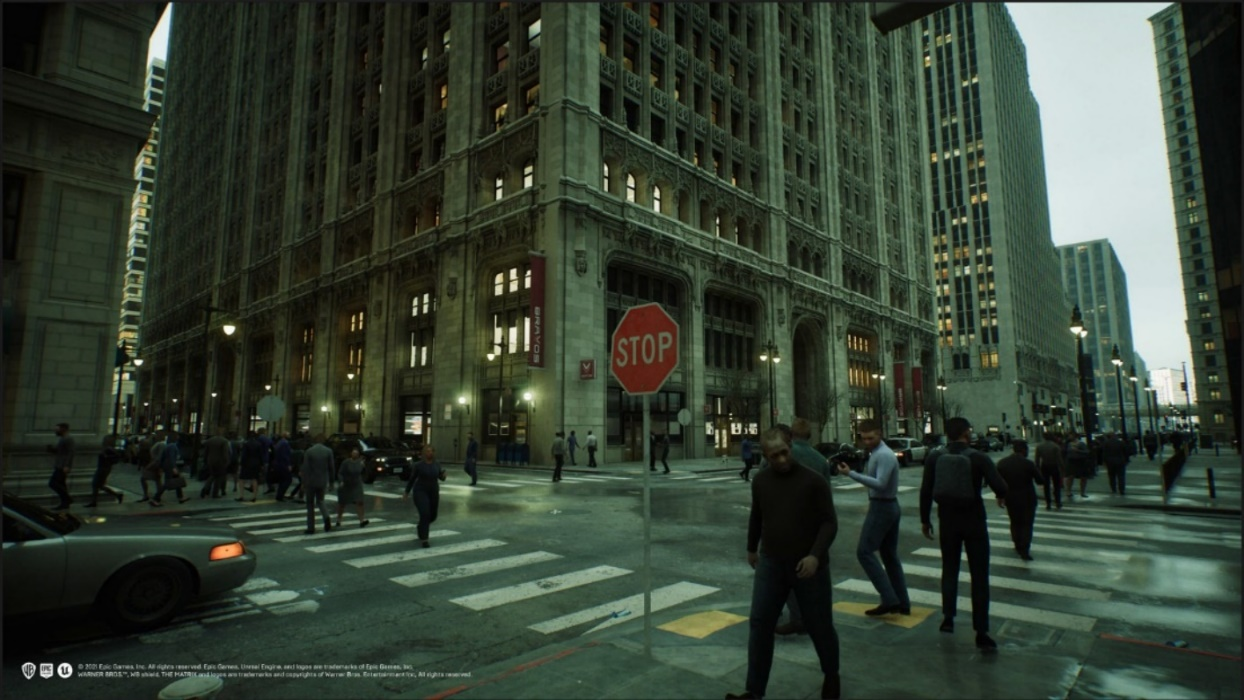 BRAVOS
STOP
© 2021 Epic Games, Inc. All rights reserved. Epic Games, Unreal Engine, and logos are trademarks of Epic Games, Inc.
WARNER BROS.™, WB shield, THE MATRIX and logos are trademarks and copyrights of Warner Bros. Entertainment Inc., All rights reserved.